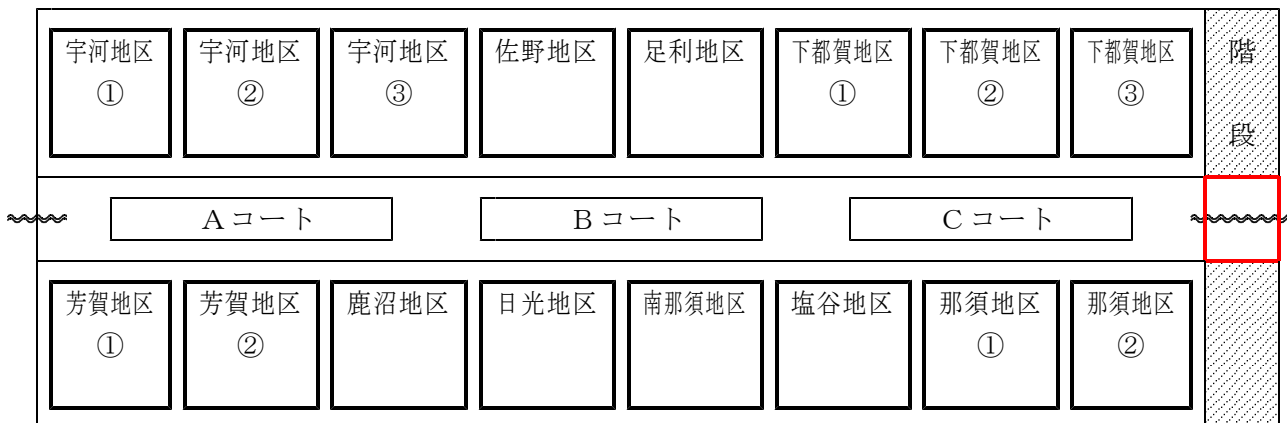 宇河地区 宇河地区 宇河地区 佐野地区 足利地区 下都賀地区 下都賀地区 下都賀地区 階
① ② ③ ① ② ③
段
Aコート Bコート Cコート
芳賀地区 芳賀地区 鹿沼地区 日光地区 南那須地区 塩谷地区 那須地区 那須地区
① ② ① ②